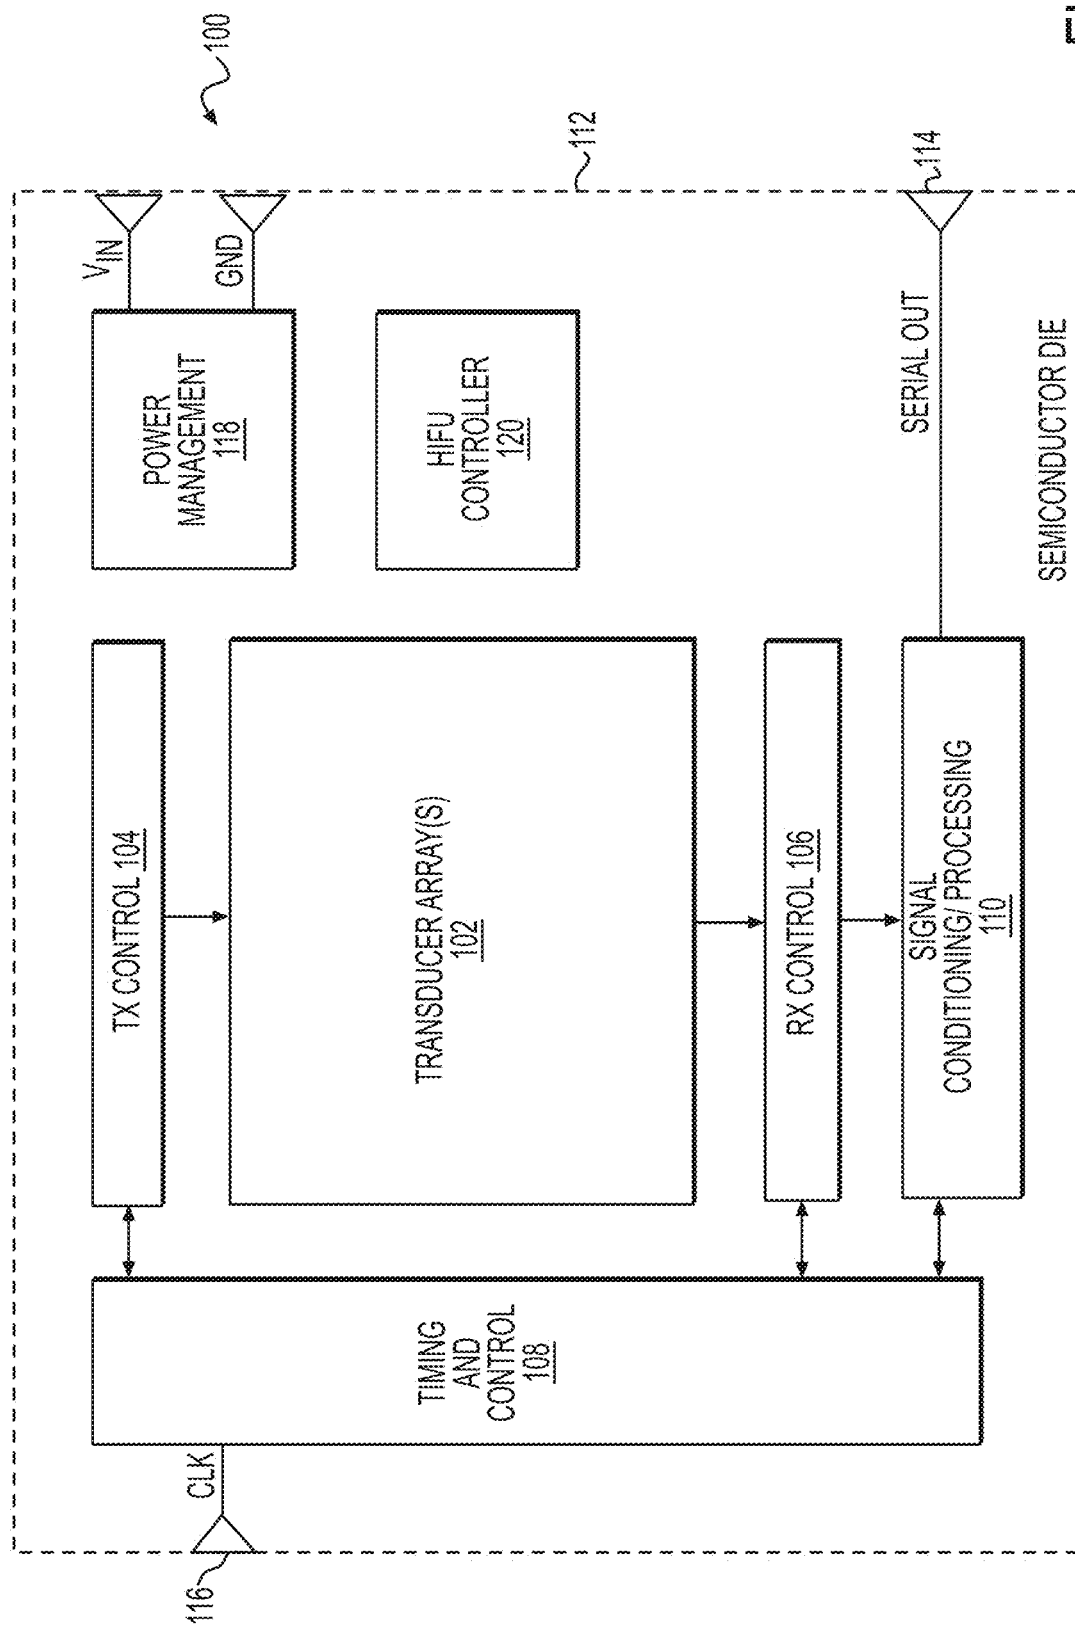 100
112
114
116
CLK
TIMING
AND
CONTROL
108
TX CONTROL 104
TRANSDUCER ARRAY(S)
102
RX CONTROL 106
SIGNAL
CONDITIONING/PROCESSING
110
POWER
MANAGEMENT
118
HIFU
CONTROLLER
120
VIN
GND
SERIAL OUT
SEMICONDUCTOR DIE